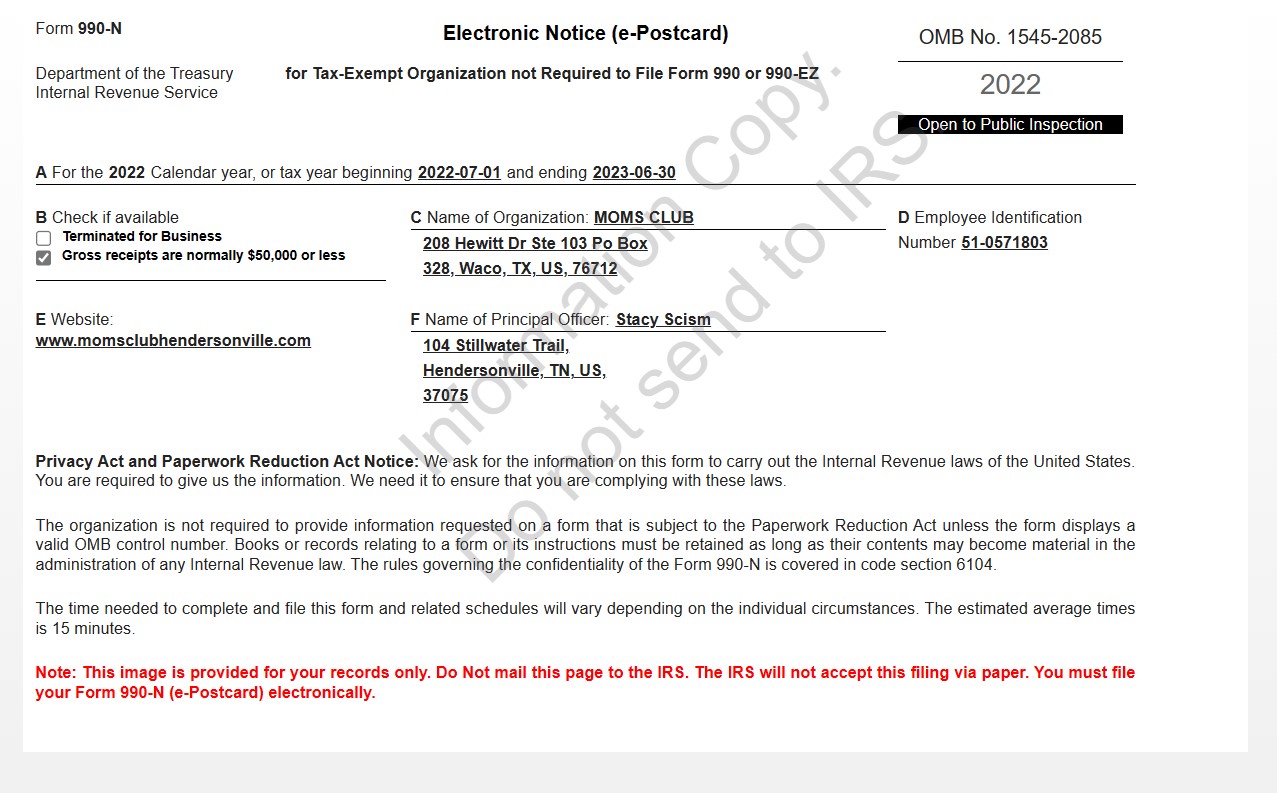 Form 990-N
Electronic Notice (e-Postcard)
OMB No. 1545-2085
Department of the Treasury
Internal Revenue Service
for Tax-Exempt Organization not Required to File Form 990 or 990-EZ
2022
Open to Public Inspection
A For the 2022 Calendar year, or tax year beginning 2022-07-01 and ending 2023-06-30
B Check if available
Terminated for Business
Gross receipts are normally $50,000 or less
C Name of Organization: MOMS CLUB
208 Hewitt Dr Ste 103 Po Box
328, Waco, TX, US, 76712
D Employee Identification
Number 51-0571803
E Website:
www.momsclubhendersonville.com
F Name of Principal Officer: Stacy Scism
104 Stillwater Trail,
Hendersonville, TN, US,
37075
Privacy Act and Paperwork Reduction Act Notice: We ask for the information on this form to carry out the Internal Revenue laws of the United States.
You are required to give us the information. We need it to ensure that you are complying with these laws.
The organization is not required to provide information requested on a form that is subject to the Paperwork Reduction Act unless the form displays a
valid OMB control number. Books or records relating to a form or its instructions must be retained as long as their contents may become material in the
administration of any Internal Revenue law. The rules governing the confidentiality of the Form 990-N is covered in code section 6104.
The time needed to complete and file this form and related schedules will vary depending on the individual circumstances. The estimated average times
is 15 minutes.
Note: This image is provided for your records only. Do Not mail this page to the IRS. The IRS will not accept this filing via paper. You must file
your Form 990-N (e-Postcard) electronically.
Information Copy.
Do not send to IRS